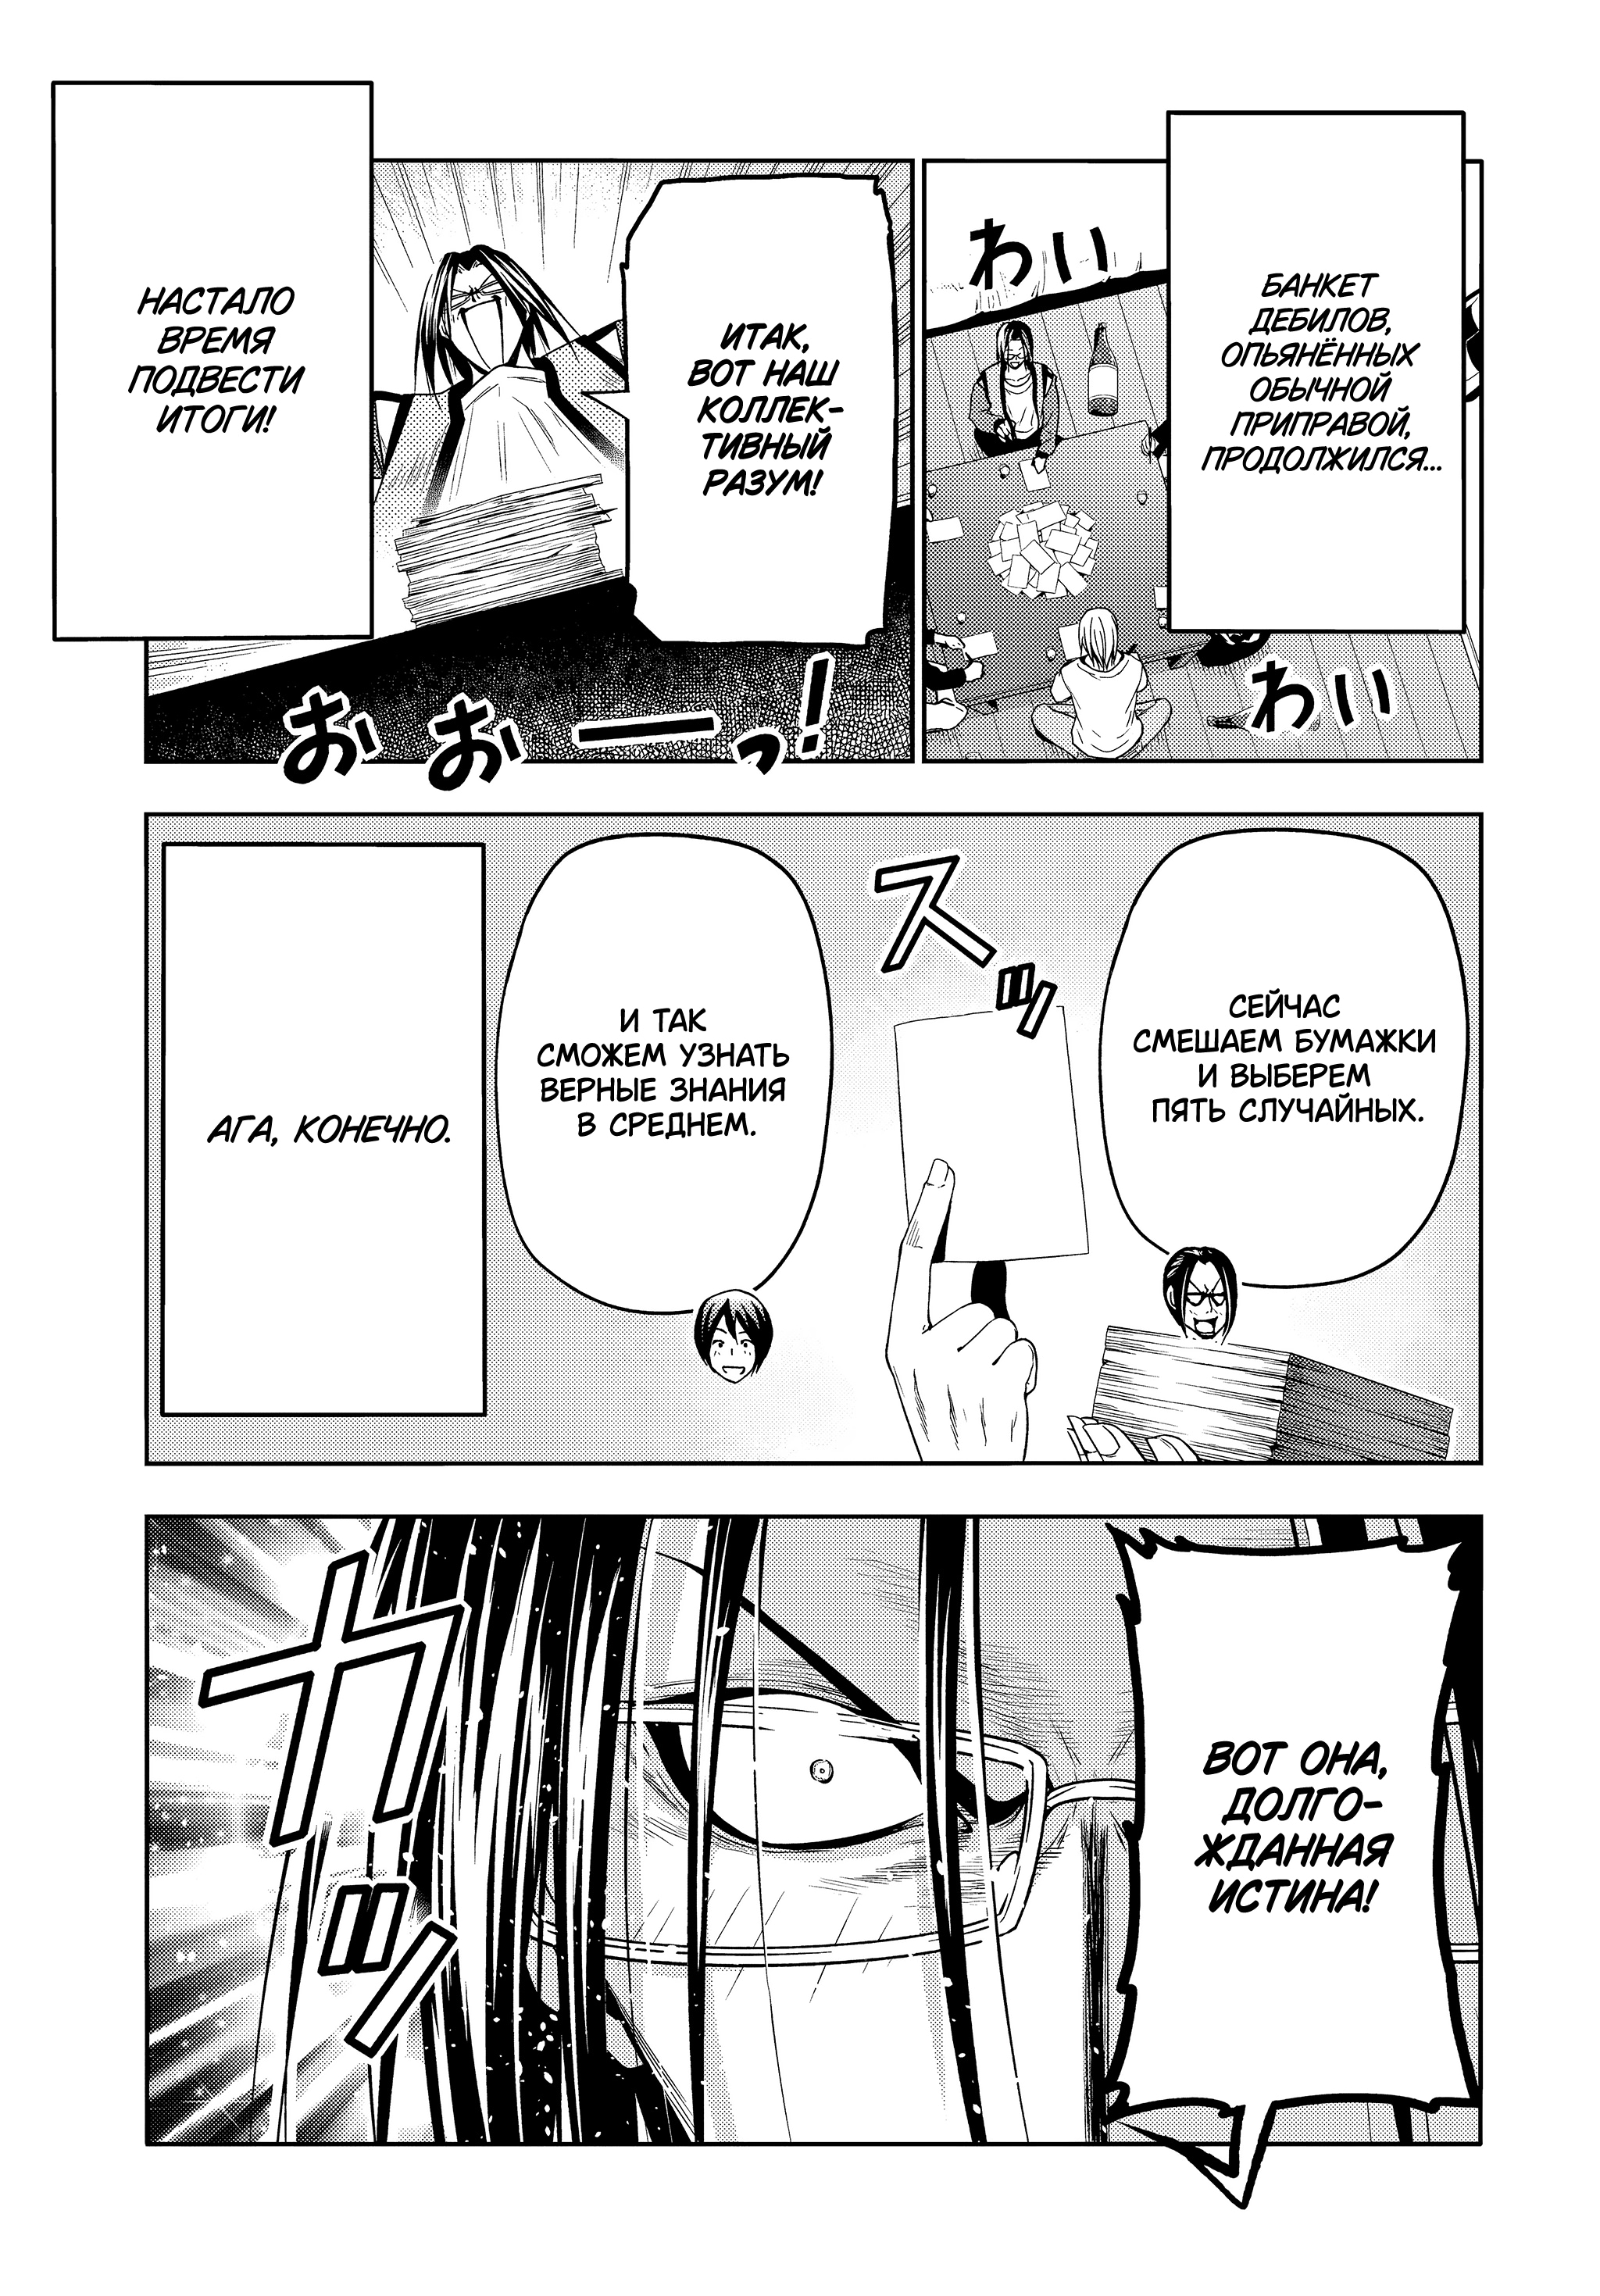 わい
БАНКЕТ
ДЕБИЛОВ,
ОПЬЯНЁННЫХ
ОБЫЧНОЙ
ПРИПРАВОЙ,
ПРОДОЛЖИЛСЯ...
わい
ИТАК,
ВОТ НАШ
КОЛЛЕК-
ТИВНЫЙ
РАЗУМ!
НАСТАЛО
ВРЕМЯ
ПОДВЕСТИ
ИТОГИ!
おおーっ!
СЕЙЧАС
СМЕШАЕМ БУМАЖКИ
И ВЫБЕРЕМ
ПЯТЬ СЛУЧАЙНЫХ.
スッ
И ТАК
СМОЖЕМ УЗНАТЬ
ВЕРНЫЕ ЗНАНИЯ
В СРЕДНЕМ.
АГА, КОНЕЧНО.
ВОТ ОНА,
ДОЛГО-
ЖДАННАЯ
ИСТИНА!
カッ